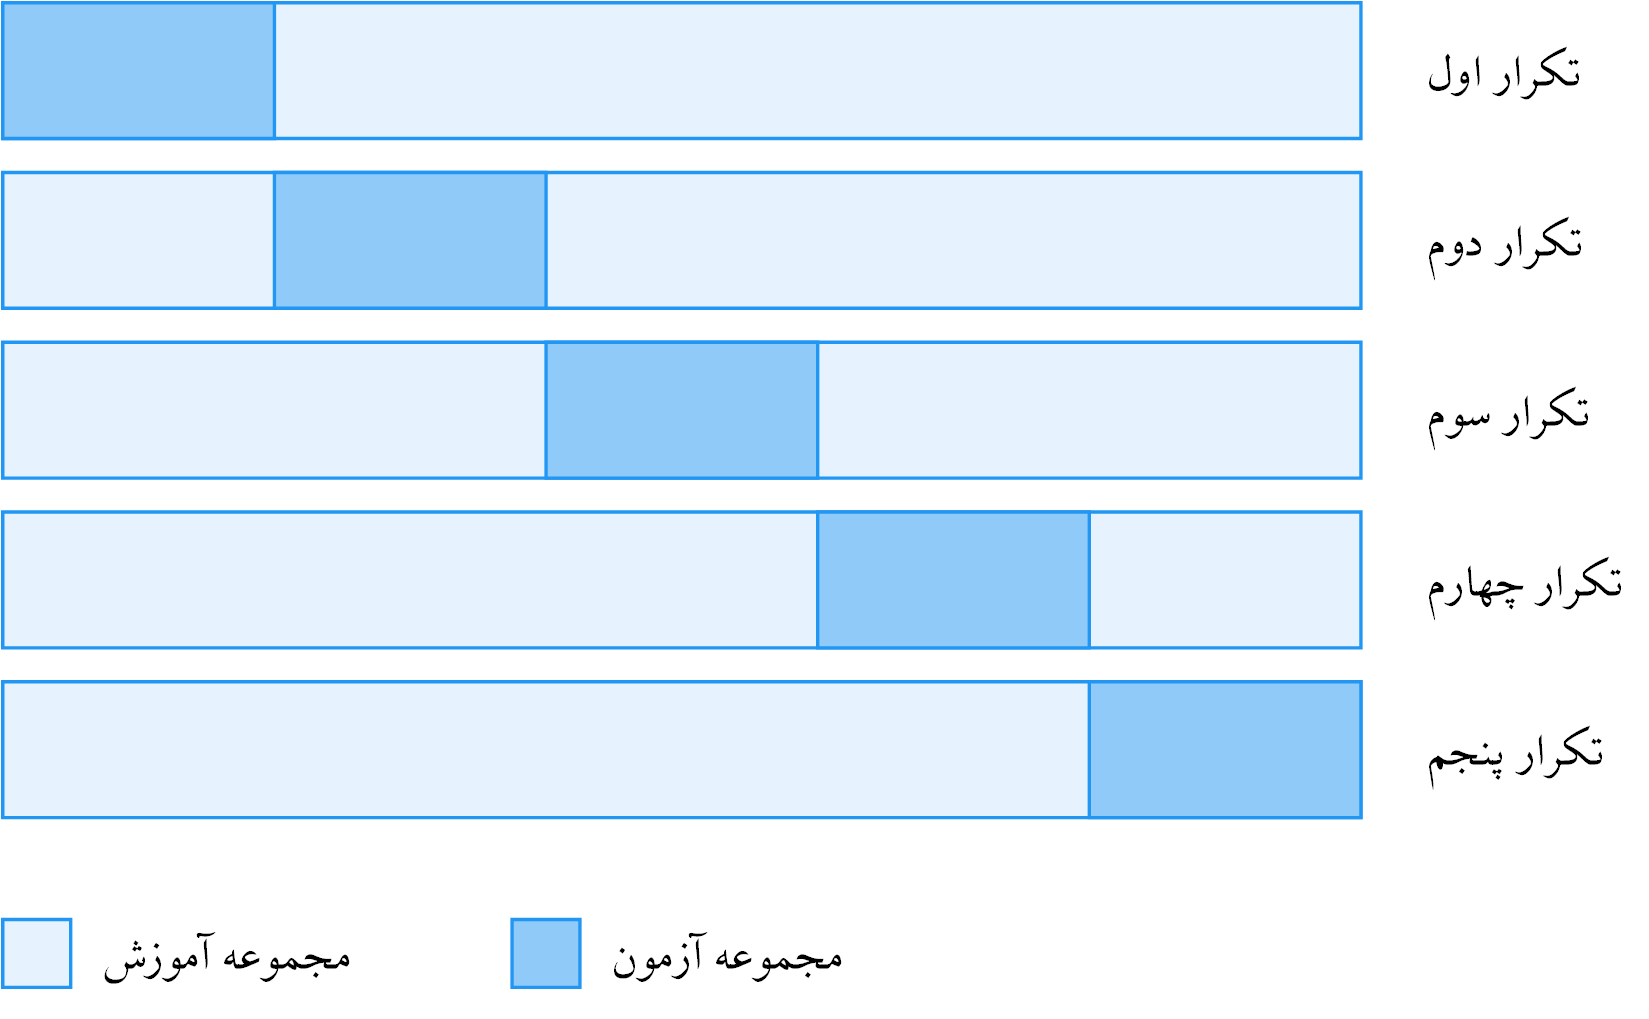 تکرار اول
تکرار دوم
تکرار سوم
تکرار چهارم
تکرار پنجم
مجموعه آزمون
مجموعه آموزش